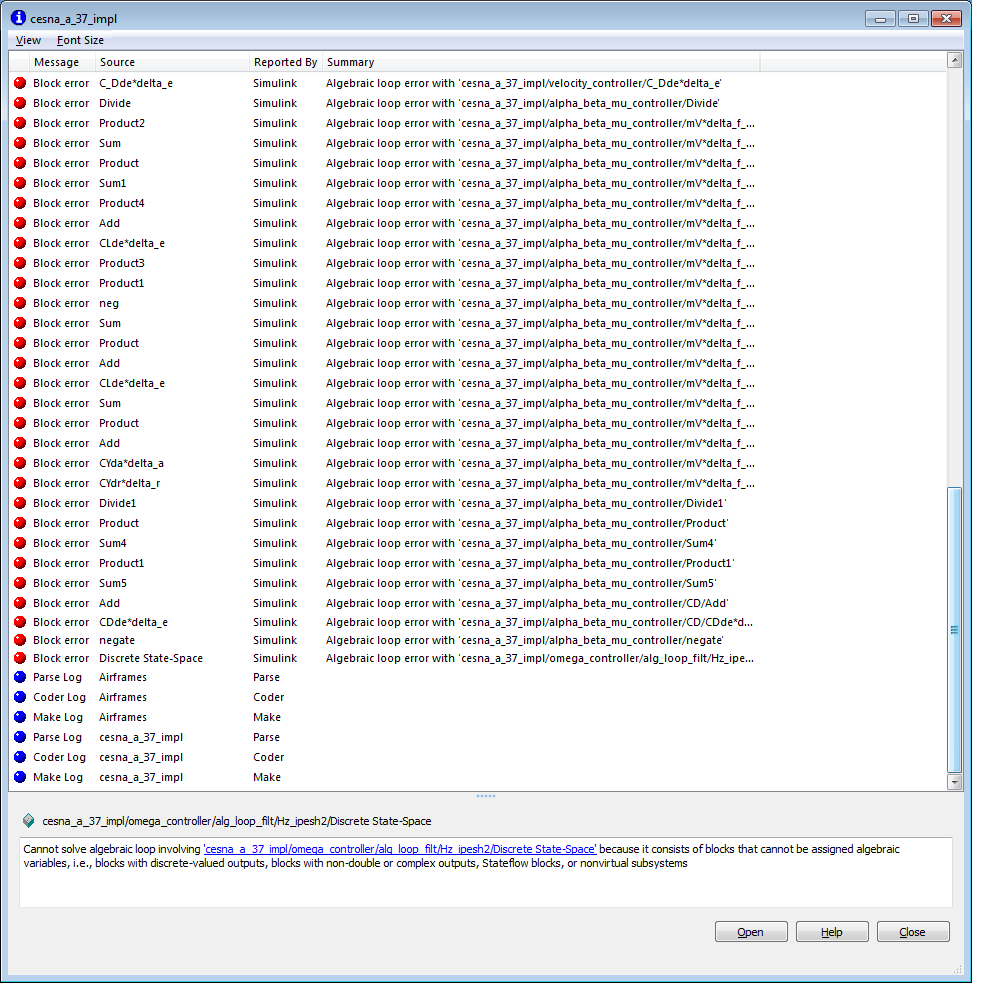 cesna_a_37_impl
View Font Size
Message Source Reported By Summary
Block error C_Dde*delta_e Simulink Algebraic loop error with 'cesna_a_37_impl/velocity_controller/C_Dde*delta_e'
Block error Divide Simulink Algebraic loop error with 'cesna_a_37_impl/alpha_beta_mu_controller/Divide'
Block error Product2 Simulink Algebraic loop error with 'cesna_a_37_impl/alpha_beta_mu_controller/mV*delta_f_...
Block error Sum Simulink Algebraic loop error with 'cesna_a_37_impl/alpha_beta_mu_controller/mV*delta_f_...
Block error Product Simulink Algebraic loop error with 'cesna_a_37_impl/alpha_beta_mu_controller/mV*delta_f_...
Block error Sum1 Simulink Algebraic loop error with 'cesna_a_37_impl/alpha_beta_mu_controller/mV*delta_f_...
Block error Product4 Simulink Algebraic loop error with 'cesna_a_37_impl/alpha_beta_mu_controller/mV*delta_f_...
Block error Add Simulink Algebraic loop error with 'cesna_a_37_impl/alpha_beta_mu_controller/mV*delta_f_...
Block error CLde*delta_e Simulink Algebraic loop error with 'cesna_a_37_impl/alpha_beta_mu_controller/mV*delta_f_...
Block error Product3 Simulink Algebraic loop error with 'cesna_a_37_impl/alpha_beta_mu_controller/mV*delta_f_...
Block error Product1 Simulink Algebraic loop error with 'cesna_a_37_impl/alpha_beta_mu_controller/mV*delta_f_...
Block error neg Simulink Algebraic loop error with 'cesna_a_37_impl/alpha_beta_mu_controller/mV*delta_f_...
Block error Sum Simulink Algebraic loop error with 'cesna_a_37_impl/alpha_beta_mu_controller/mV*delta_f_...
Block error Product Simulink Algebraic loop error with 'cesna_a_37_impl/alpha_beta_mu_controller/mV*delta_f_...
Block error Add Simulink Algebraic loop error with 'cesna_a_37_impl/alpha_beta_mu_controller/mV*delta_f_...
Block error CLde*delta_e Simulink Algebraic loop error with 'cesna_a_37_impl/alpha_beta_mu_controller/mV*delta_f_...
Block error Sum Simulink Algebraic loop error with 'cesna_a_37_impl/alpha_beta_mu_controller/mV*delta_f_...
Block error Product Simulink Algebraic loop error with 'cesna_a_37_impl/alpha_beta_mu_controller/mV*delta_f_...
Block error Add Simulink Algebraic loop error with 'cesna_a_37_impl/alpha_beta_mu_controller/mV*delta_f_...
Block error CYda*delta_a Simulink Algebraic loop error with 'cesna_a_37_impl/alpha_beta_mu_controller/mV*delta_f_...
Block error CYdr*delta_r Simulink Algebraic loop error with 'cesna_a_37_impl/alpha_beta_mu_controller/mV*delta_f_...
Block error Divide1 Simulink Algebraic loop error with 'cesna_a_37_impl/alpha_beta_mu_controller/Divide1'
Block error Product Simulink Algebraic loop error with 'cesna_a_37_impl/alpha_beta_mu_controller/Product'
Block error Sum4 Simulink Algebraic loop error with 'cesna_a_37_impl/alpha_beta_mu_controller/Sum4'
Block error Product1 Simulink Algebraic loop error with 'cesna_a_37_impl/alpha_beta_mu_controller/Product1'
Block error Sum5 Simulink Algebraic loop error with 'cesna_a_37_impl/alpha_beta_mu_controller/Sum5'
Block error Add Simulink Algebraic loop error with 'cesna_a_37_impl/alpha_beta_mu_controller/CD/Add'
Block error CDde*delta_e Simulink Algebraic loop error with 'cesna_a_37_impl/alpha_beta_mu_controller/CD/CDde*d...
Block error negate Simulink Algebraic loop error with 'cesna_a_37_impl/alpha_beta_mu_controller/negate'
Block error Discrete State-Space Simulink Algebraic loop error with 'cesna_a_37_impl/omega_controller/alg_loop_filt/Hz_ipe...
Parse Log Airframes Parse
Coder Log Airframes Coder
Make Log Airframes Make
Parse Log cesna_a_37_impl Parse
Coder Log cesna_a_37_impl Coder
Make Log cesna_a_37_impl Make
cesna_a_37_impl/omega_controller/alg_loop_filt/Hz_ipesh2/Discrete State-Space
Cannot solve algebraic loop involving 'cesna_a_37_impl/omega_controller/alg_loop_filt/Hz_ipesh2/Discrete State-Space' because it consists of blocks that cannot be assigned algebraic
variables, i.e., blocks with discrete-valued outputs, blocks with non-double or complex outputs, Stateflow blocks, or nonvirtual subsystems
Open Help Close